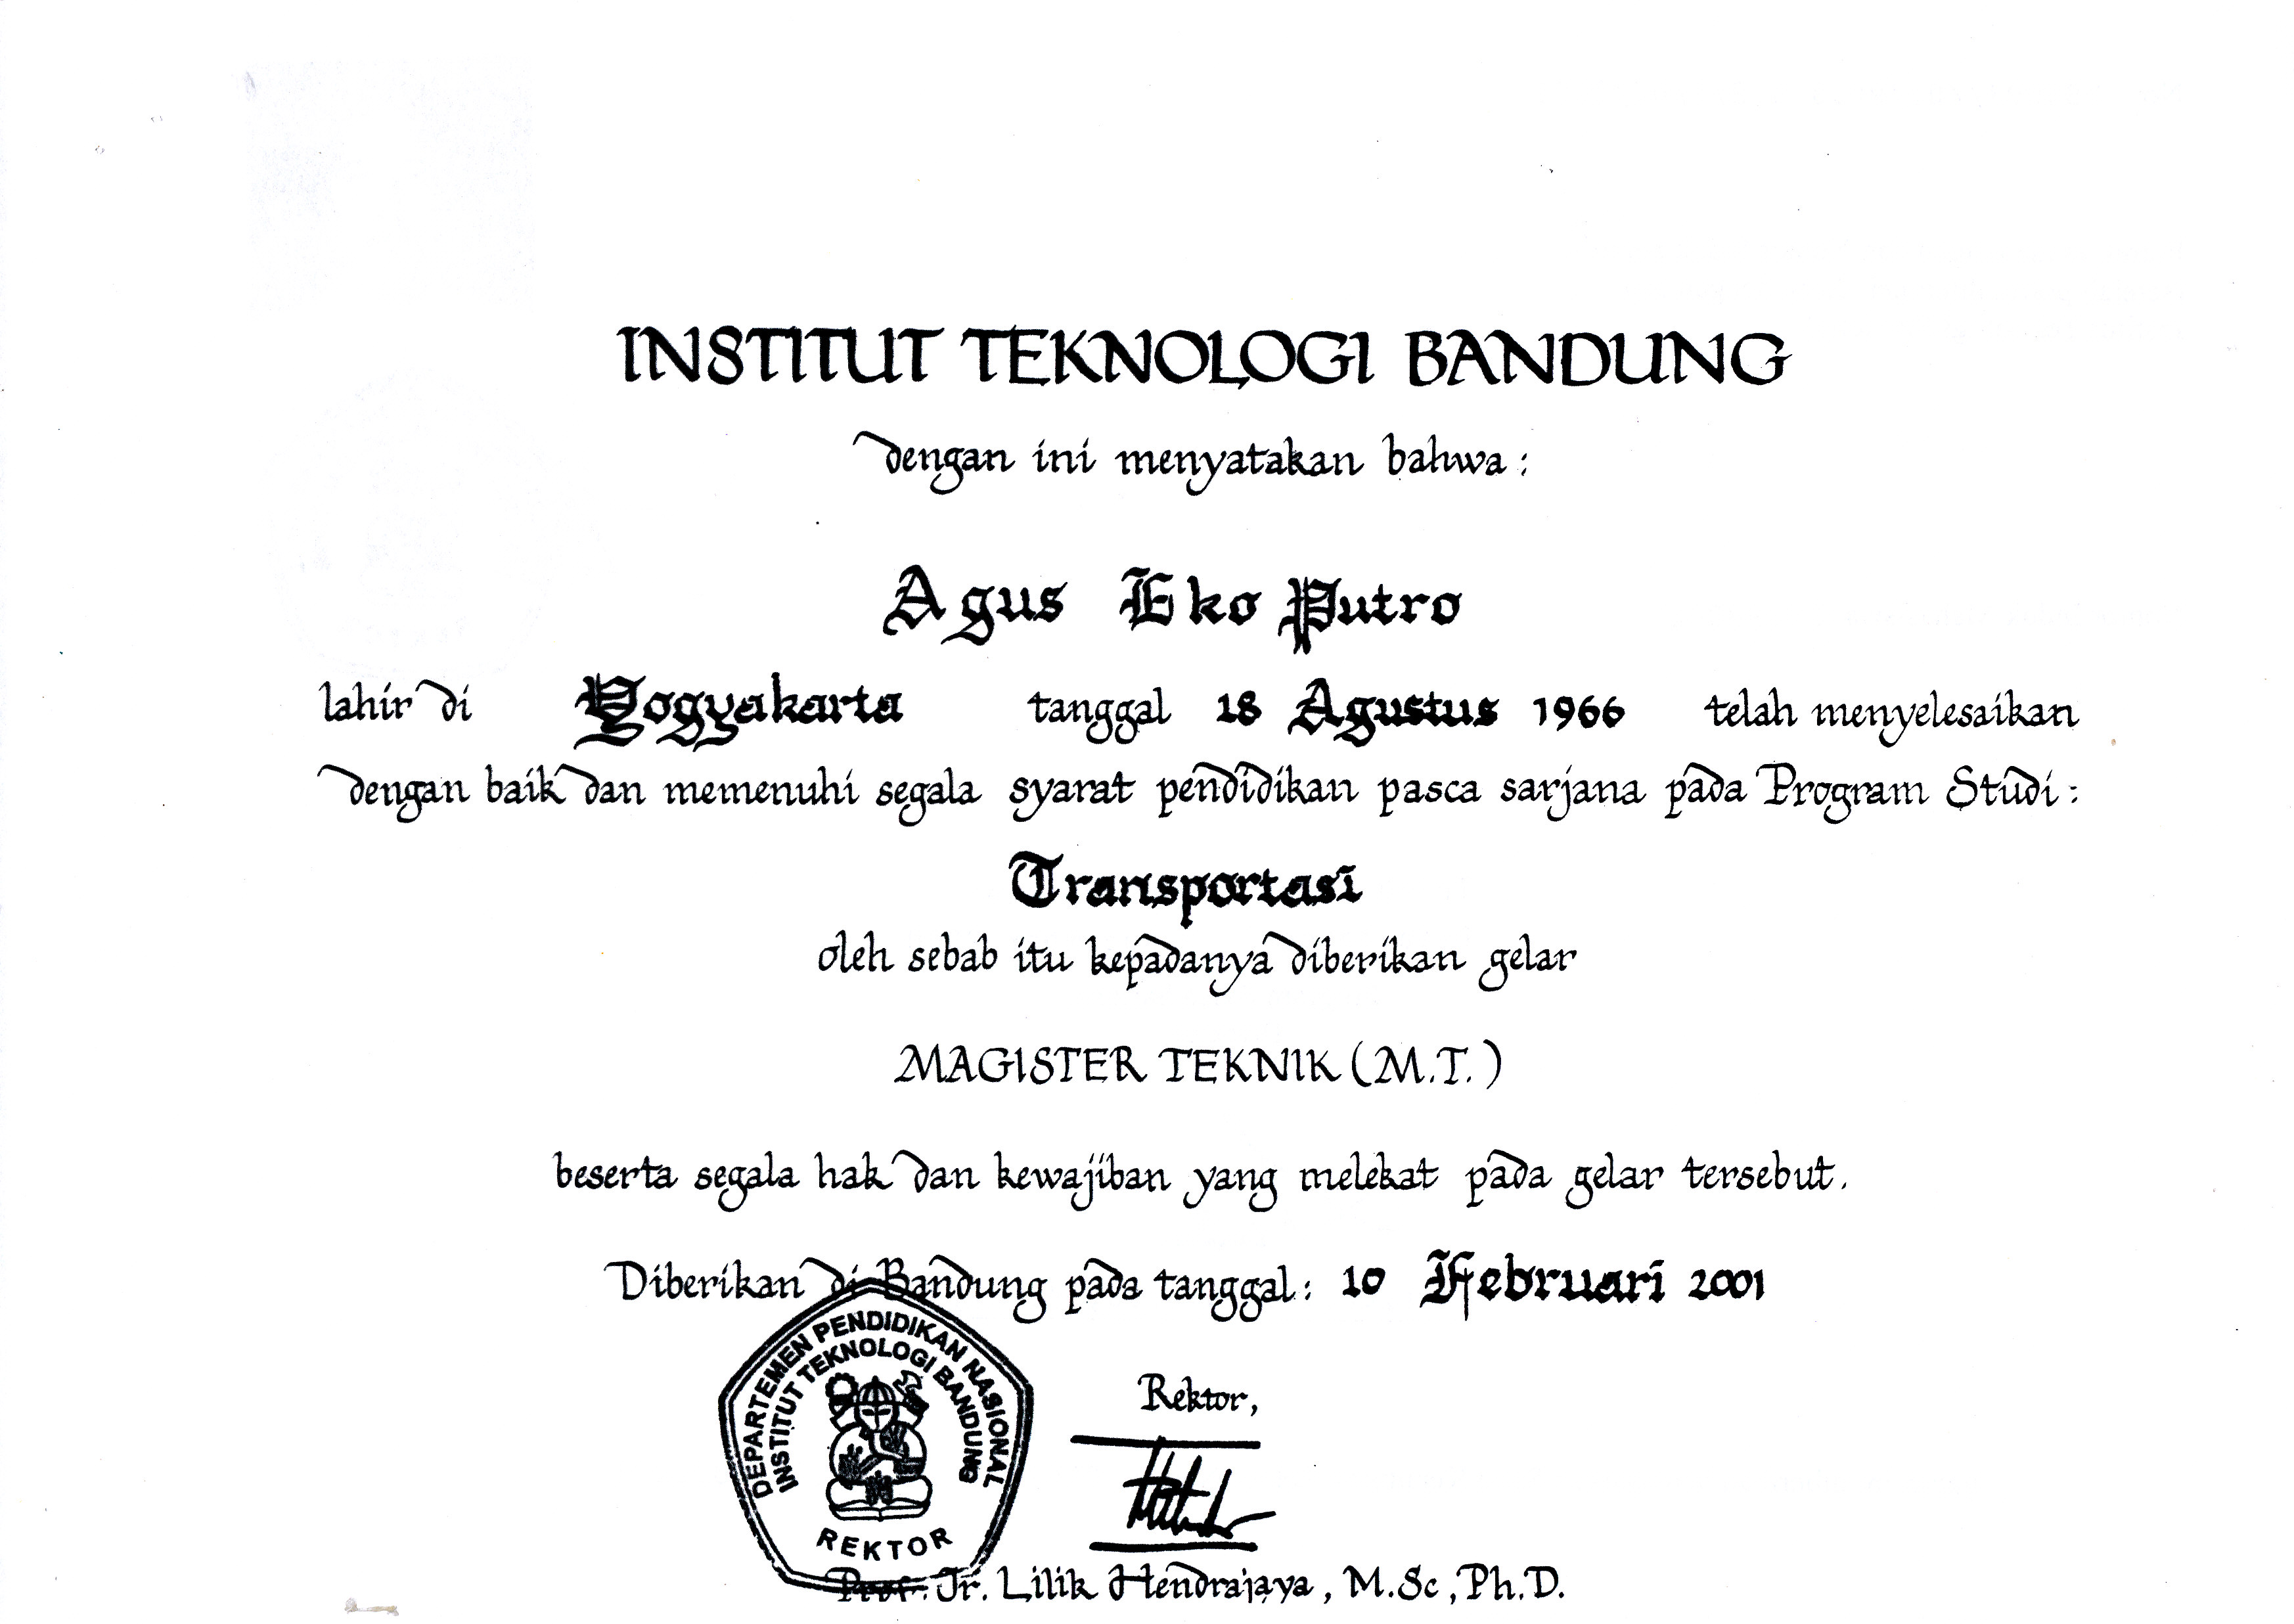 INSTITUT TEKNOLOGI BANDUNG
dengan ini menyatakan bahwa :
Agus Eko Putro
lahir di Yogyakarta tanggal 18 Agustus 1966 telah menyelesaikan
dengan baik dan memenuhi segala syarat pendidikan pasca sarjana pada Program Studi :
Transportasi
oleh sebab itu kepadanya diberikan gelar
MAGISTER TEKNIK (M.T.)
beserta segala hak dan kewajiban yang melekat pada gelar tersebut.
Diberikan di Bandung pada tanggal : 10 Februari 2001
DEPARTEMEN PENDIDIKAN NASIONAL
INSTITUT TEKNOLOGI BANDUNG
REKTOR
Rektor,
Prof. Ir. Lilik Hendrajaya, M.Sc, Ph.D.